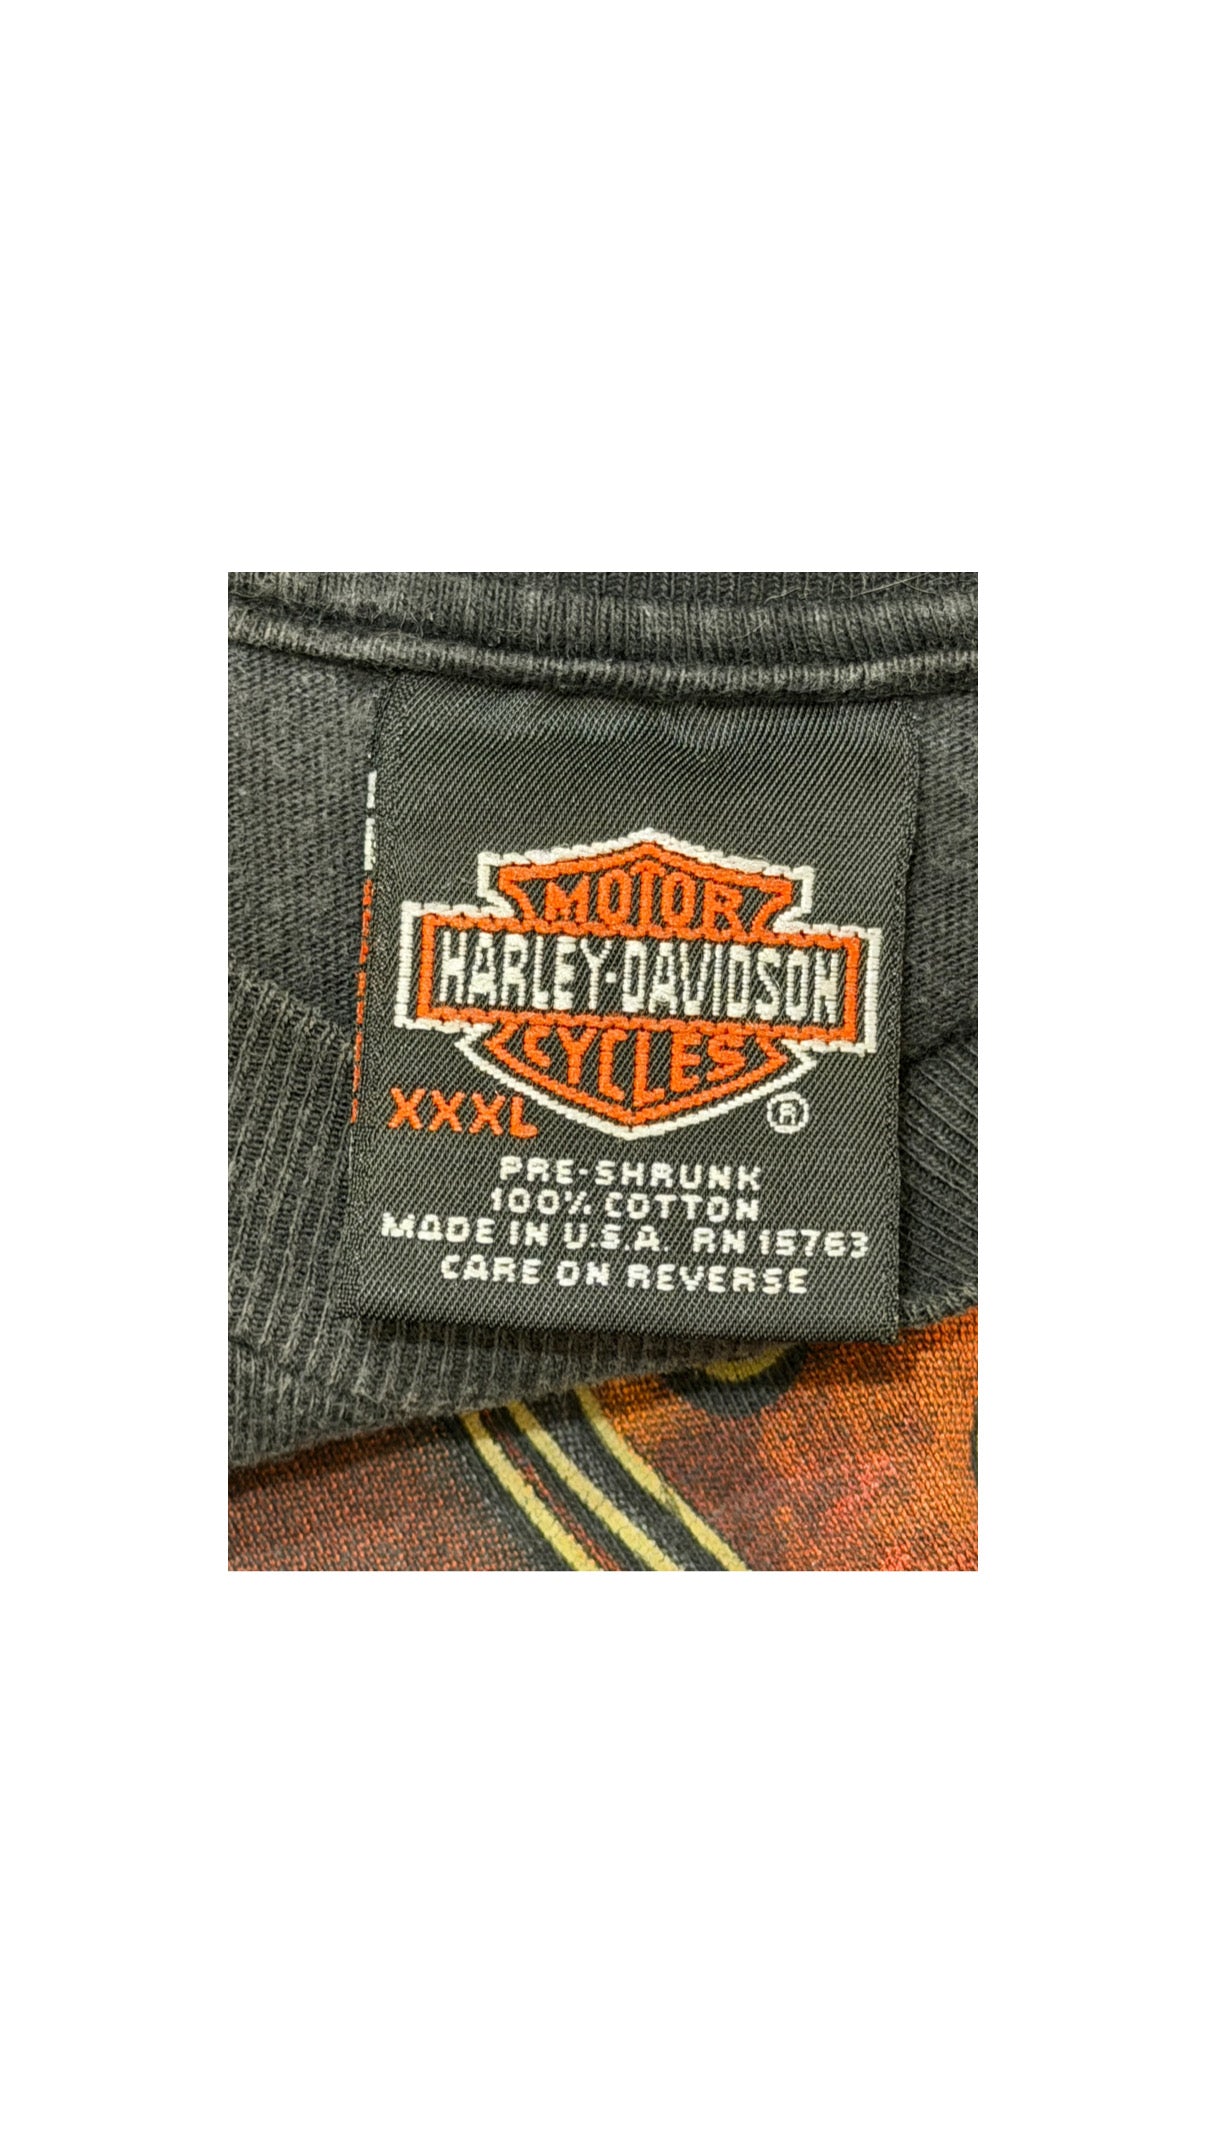 MOTOR
HARLEY-DAVIDSON
CYCLES
XXXL ®
PRE-SHRUNK
100% COTTON
MADE IN U.S.A. RN 15763
CARE ON REVERSE